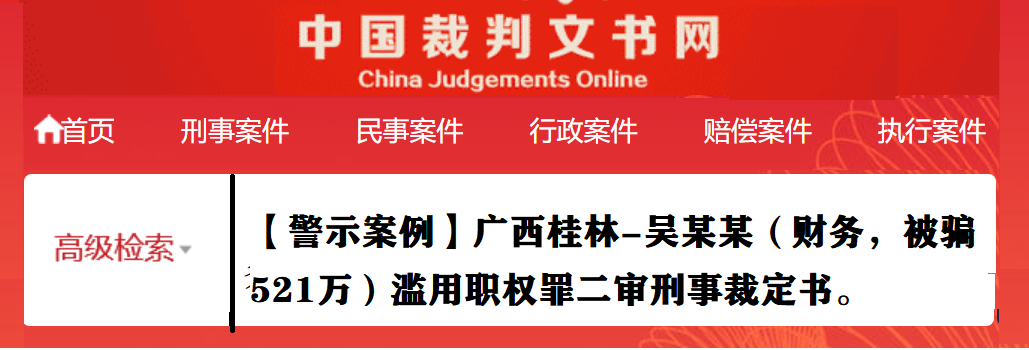 中国裁判文书网
China Judgements Online
首页 刑事案件 民事案件 行政案件 赔偿案件 执行案件
高级检索
【警示案例】广西桂林-吴某某（财务，被骗
521万）滥用职权罪二审刑事裁定书。